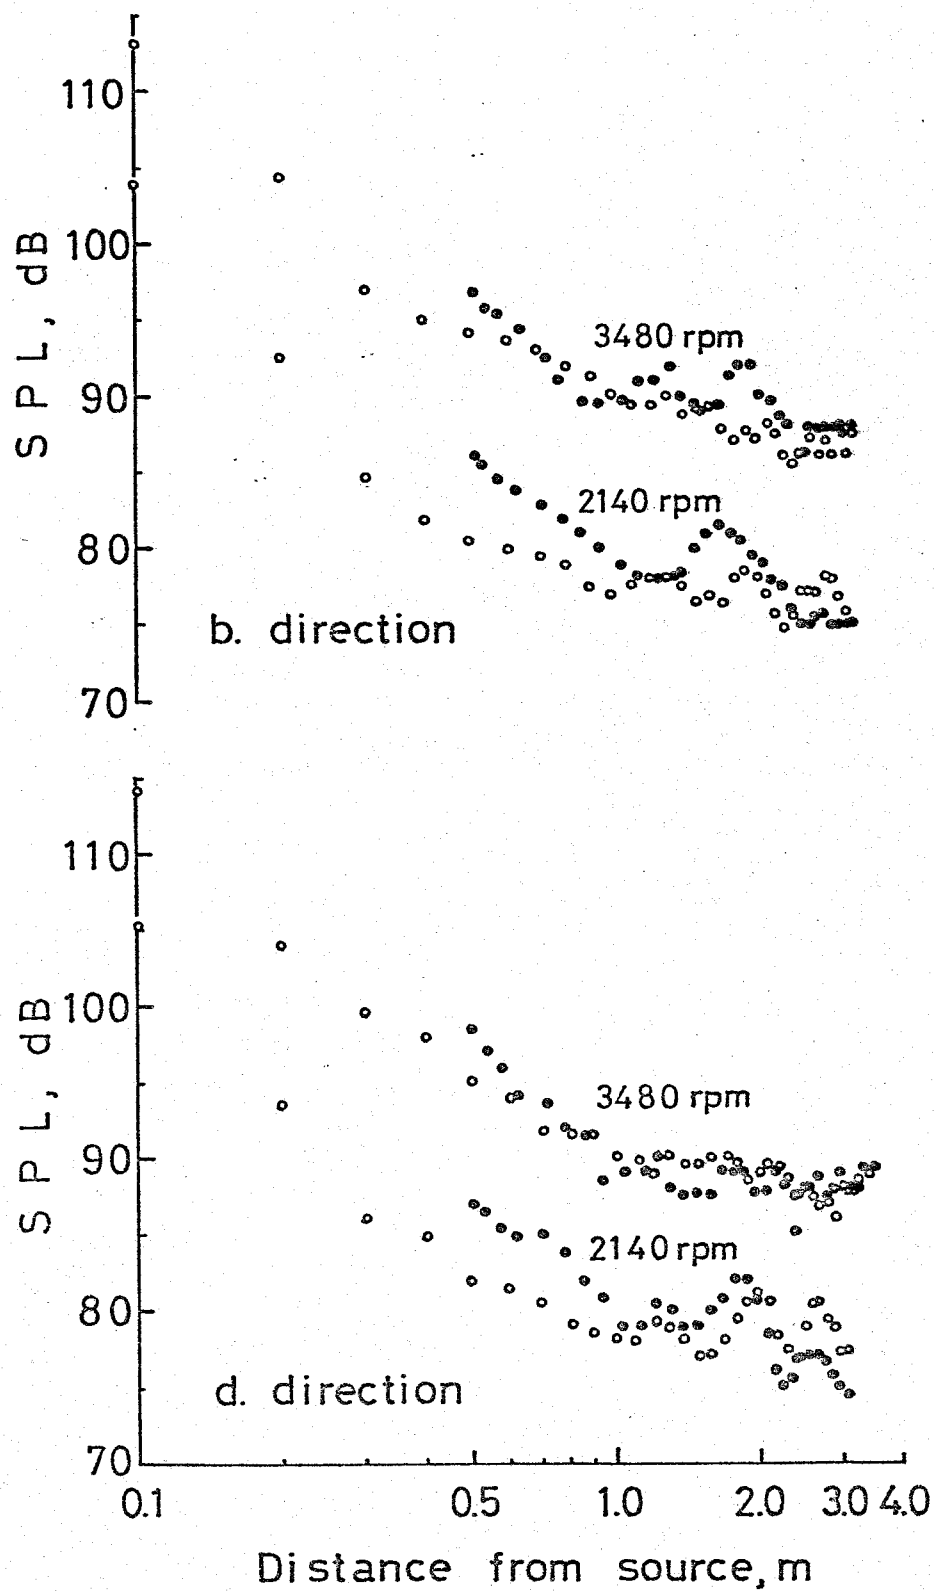 110
100
SPL, dB
90
3480 rpm
2140 rpm
80
b. direction
70
110
100
SPL, dB
3480 rpm
90
2140 rpm
80
d. direction
70
0.1 0.5 1.0 2.0 3.0 4.0
Distance from source, m